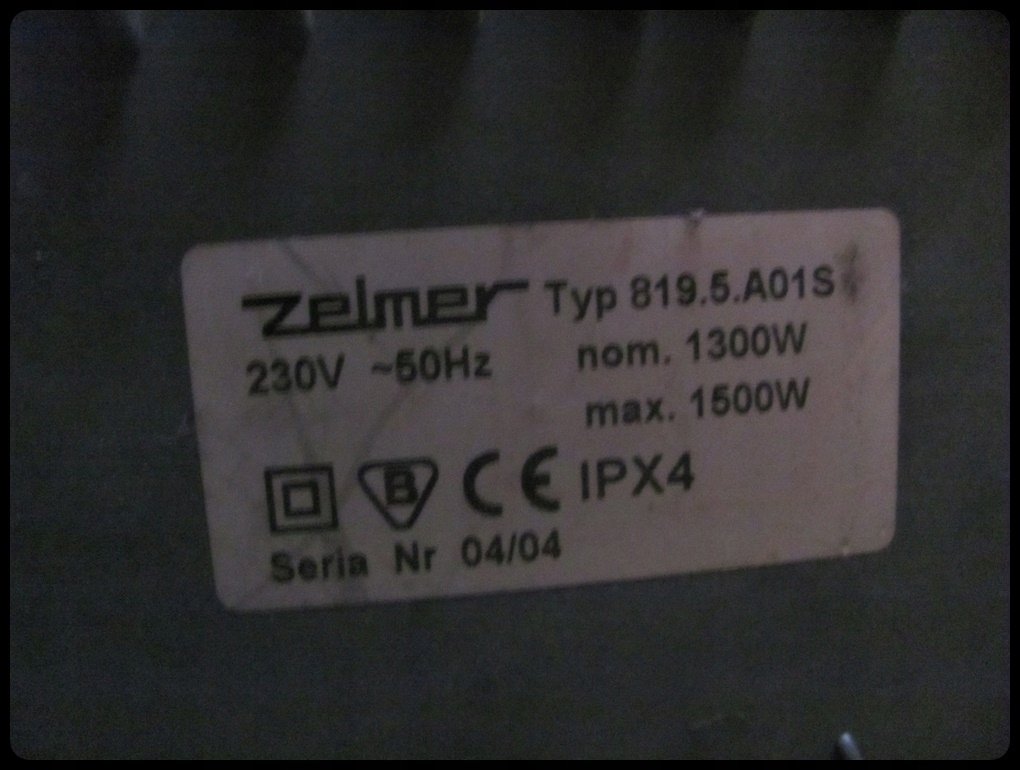 zelmer Typ 819.5.A01S
230V ~50Hz nom. 1300W
max. 1500W
B CE IPX4
Seria Nr 04/04